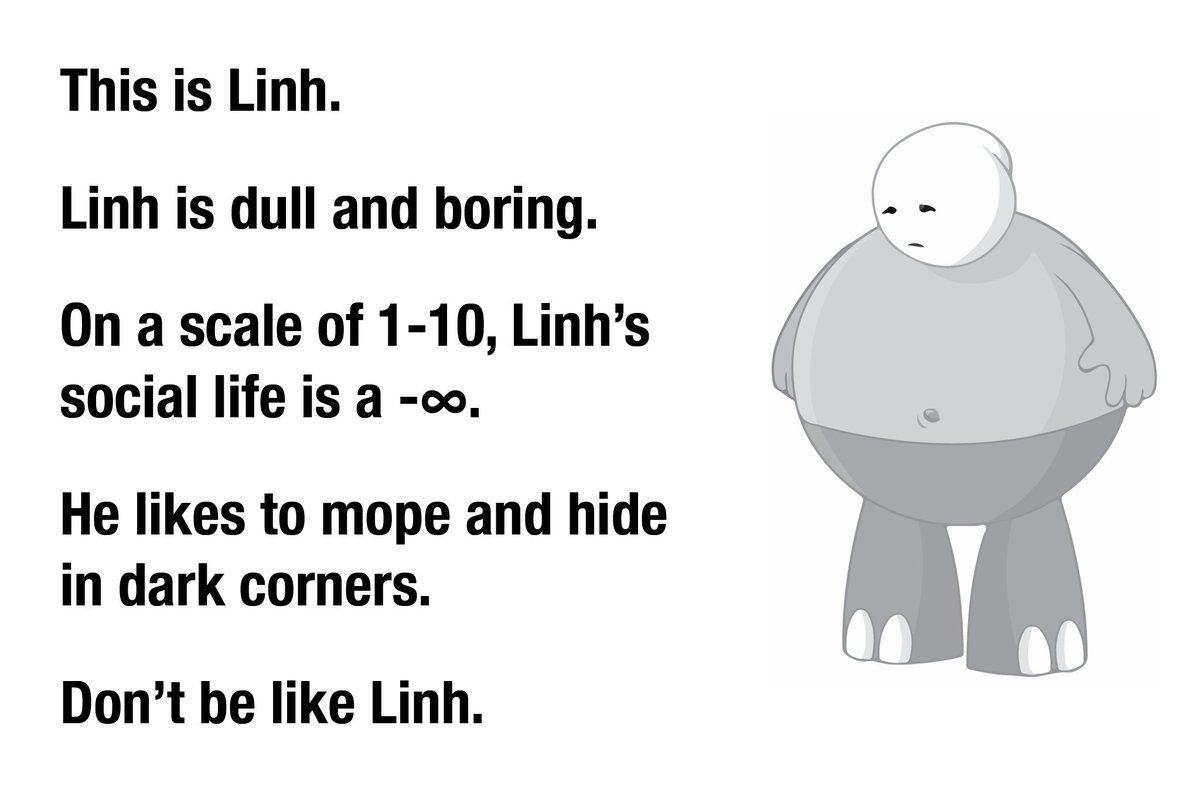 This is Linh.
Linh is dull and boring.
On a scale of 1-10, Linh’s
social life is a -∞.
He likes to mope and hide
in dark corners.
Don’t be like Linh.